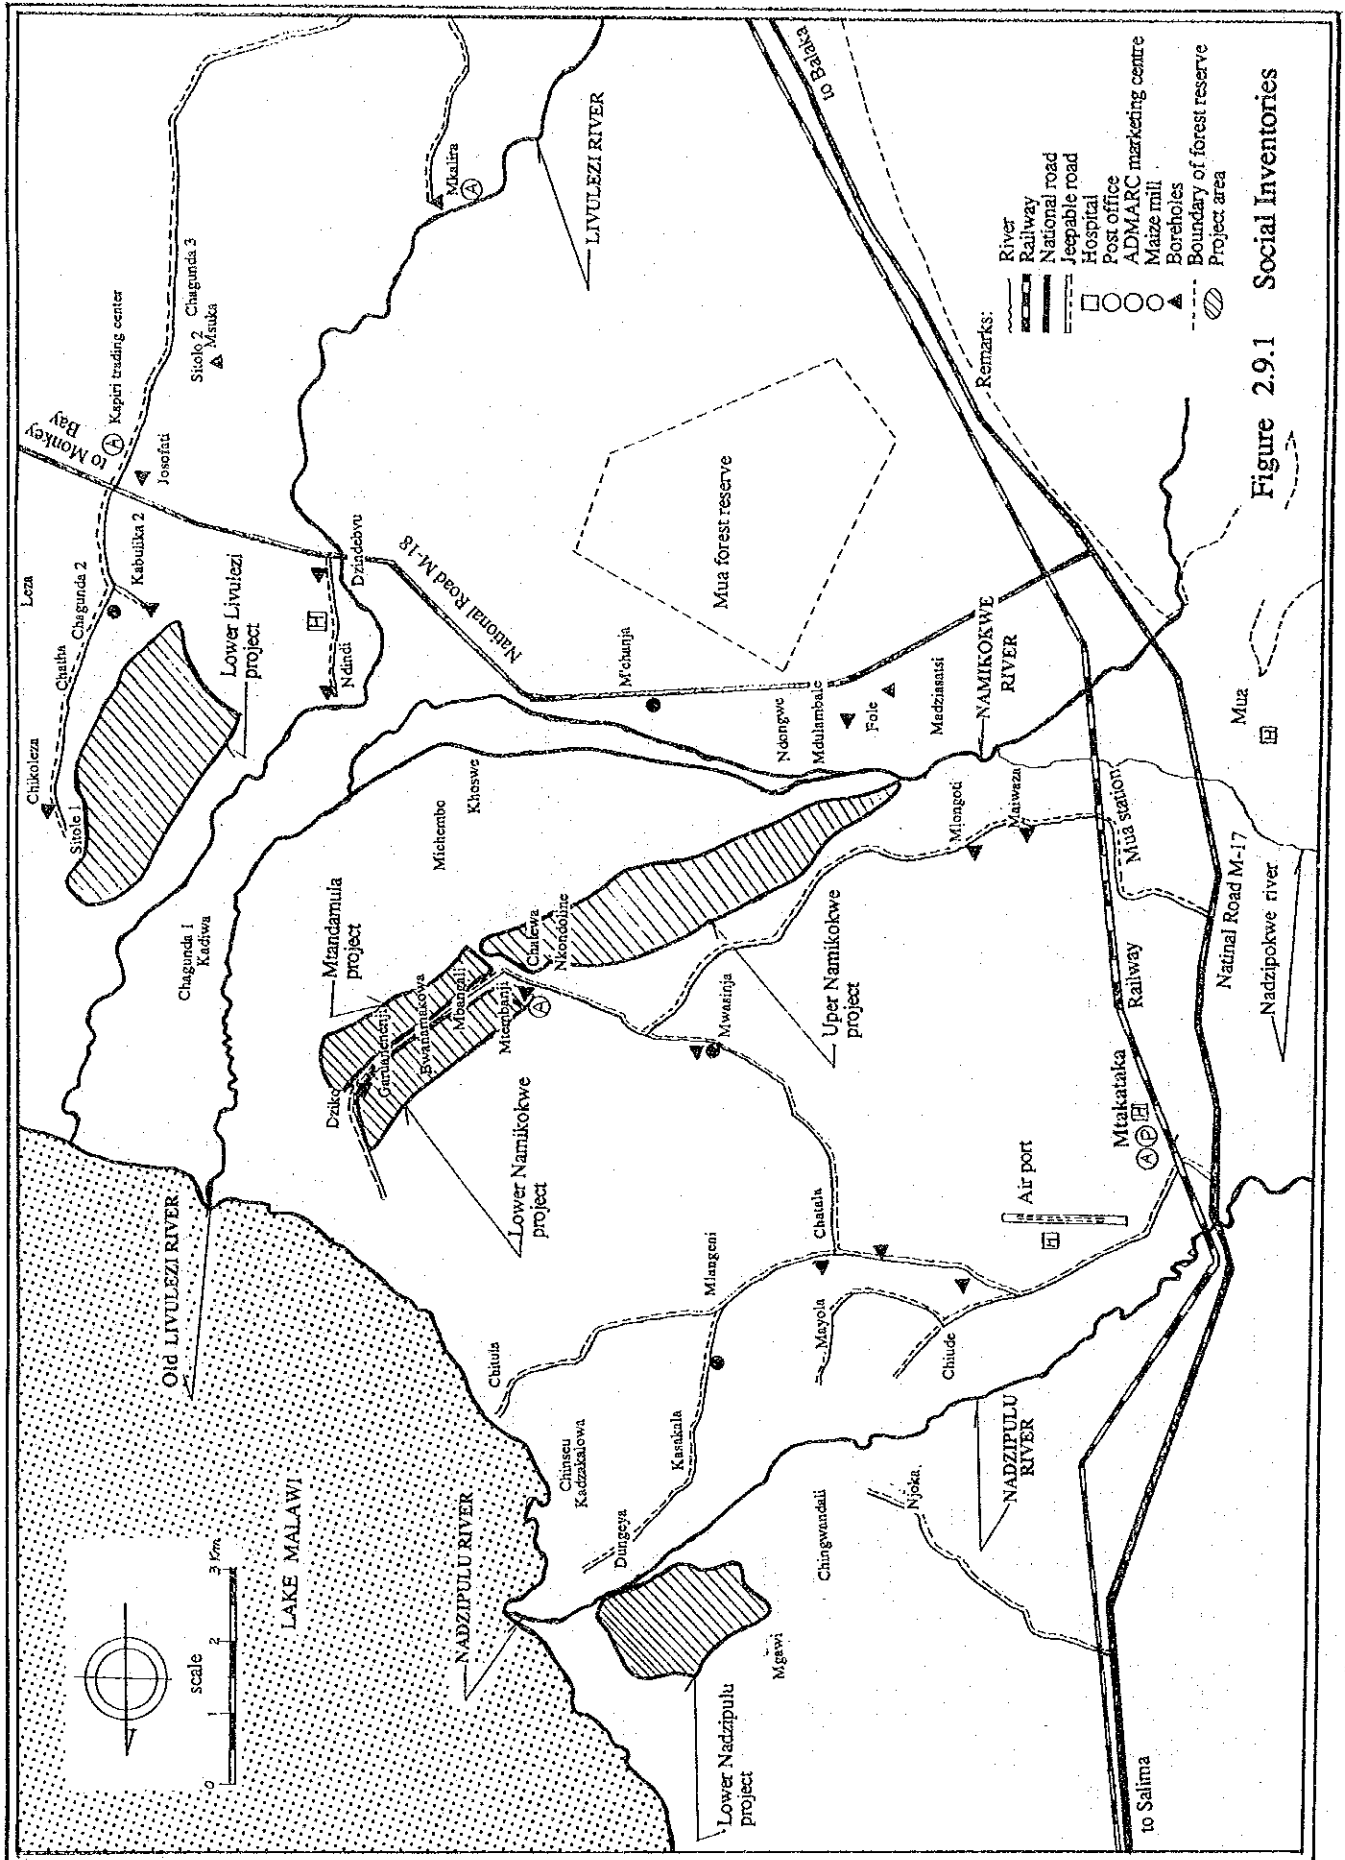 Figure 2.9.1 Social Inventories
LAKE MALAWI
scale
0
1
2
3 Km
Old LIVULEZI RIVER
NADZIPULU RIVER
Lower Nadzipulu
project
Mgawi
Dungeya
Chinseu
Kadzakalowa
Kasakala
Chitula
Mlangeni
Chingwandali
Njoka
NADZIPULU
RIVER
Mayola
Chiude
Chatala
Air port
H
to Salima
Mtakataka
A
P
H
Railway
Mua station
Natinal Road M-17
Nadzipokwe river
Mua
H
Lower Namikokwe
project
Mtandamula
project
Dziko
Mbangali
Mtembanji
A
Chalewa
Nkondoline
Mwasinja
Uper Namikokwe
project
Mlongoti
Maiwaza
Michembo
Khoswe
Chagunda 1
Kadiwa
Ndongwe
Mdulambale
Fole
Madziasatsi
NAMIKOKWE
RIVER
M'chunja
National Road M-18
Mua forest reserve
Dzindebvu
Ndindi
H
Lower Livulezi
project
Sitole 1
Chikoleza
Chatha
Chagunda 2
Kabulika 2
Leza
to Monkey
Bay
A
Kapiri trading center
Josofati
Sitolo 2
Msuka
Chagunda 3
Mkalira
A
LIVULEZI RIVER
to Balaka
Remarks:
River
Railway
National road
Jeepable road
Hospital
Post office
ADMARC marketing centre
Maize mill
Boreholes
Boundary of forest reserve
Project area